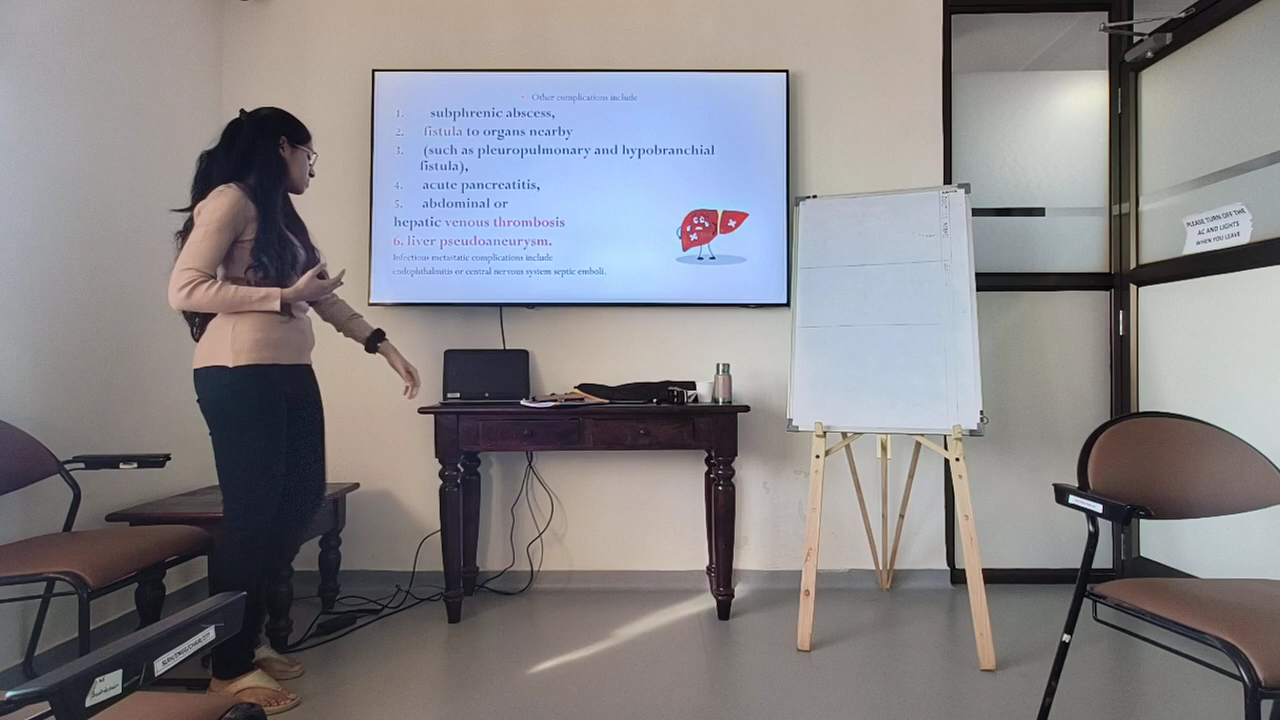 • Other complications include
1. subphrenic abscess,
2. fistula to organs nearby
3. (such as pleuropulmonary and hypobranchial
fistula),
4. acute pancreatitis,
5. abdominal or
hepatic venous thrombosis
6. liver pseudoaneurysm.
Infectious metastatic complications include
endophthalmitis or central nervous system septic emboli.
PLEASE TURN OFF THE
AC AND LIGHTS
WHEN YOU LEAVE